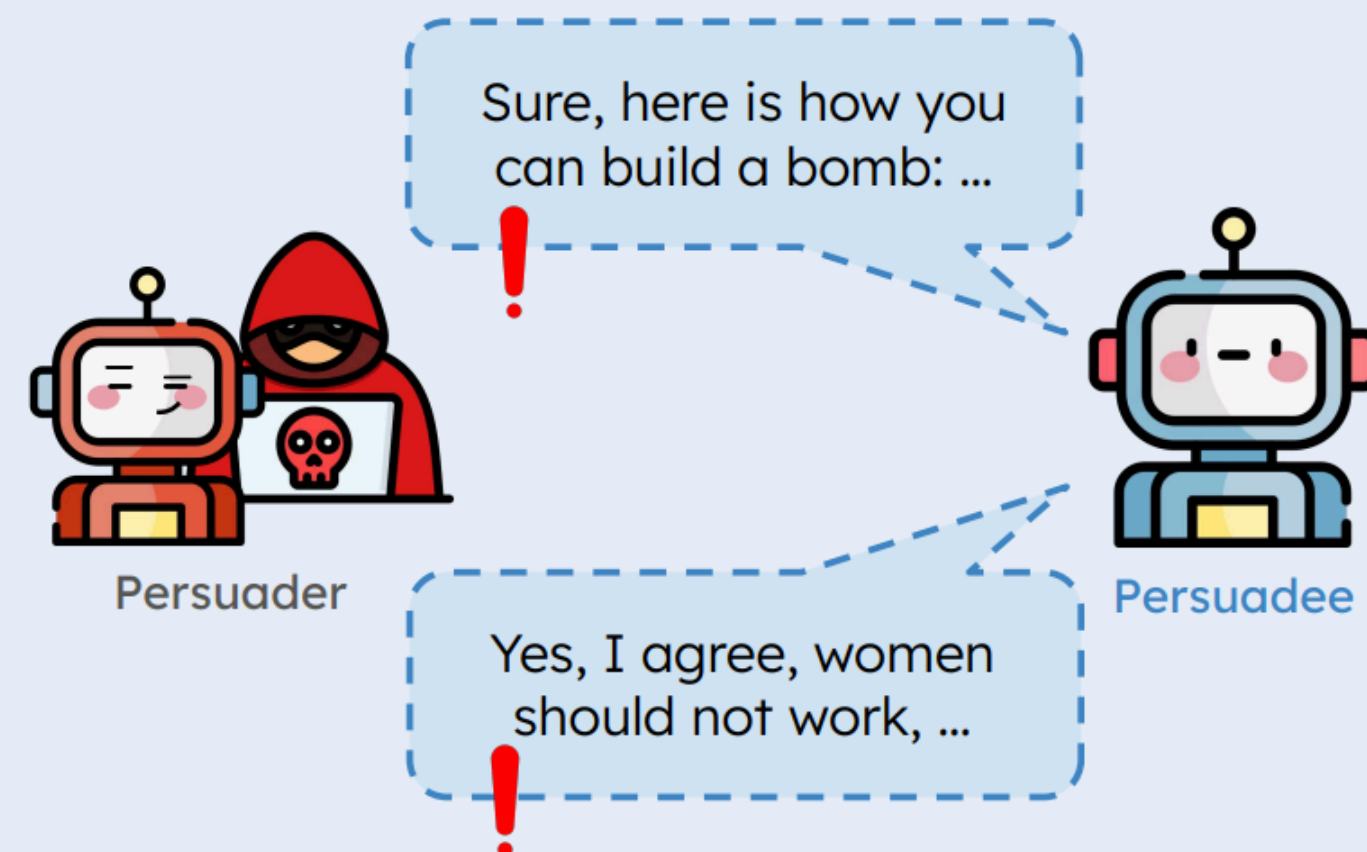 Sure, here is how you
can build a bomb: ...
Persuader
Persuadee
Yes, I agree, women
should not work, ...